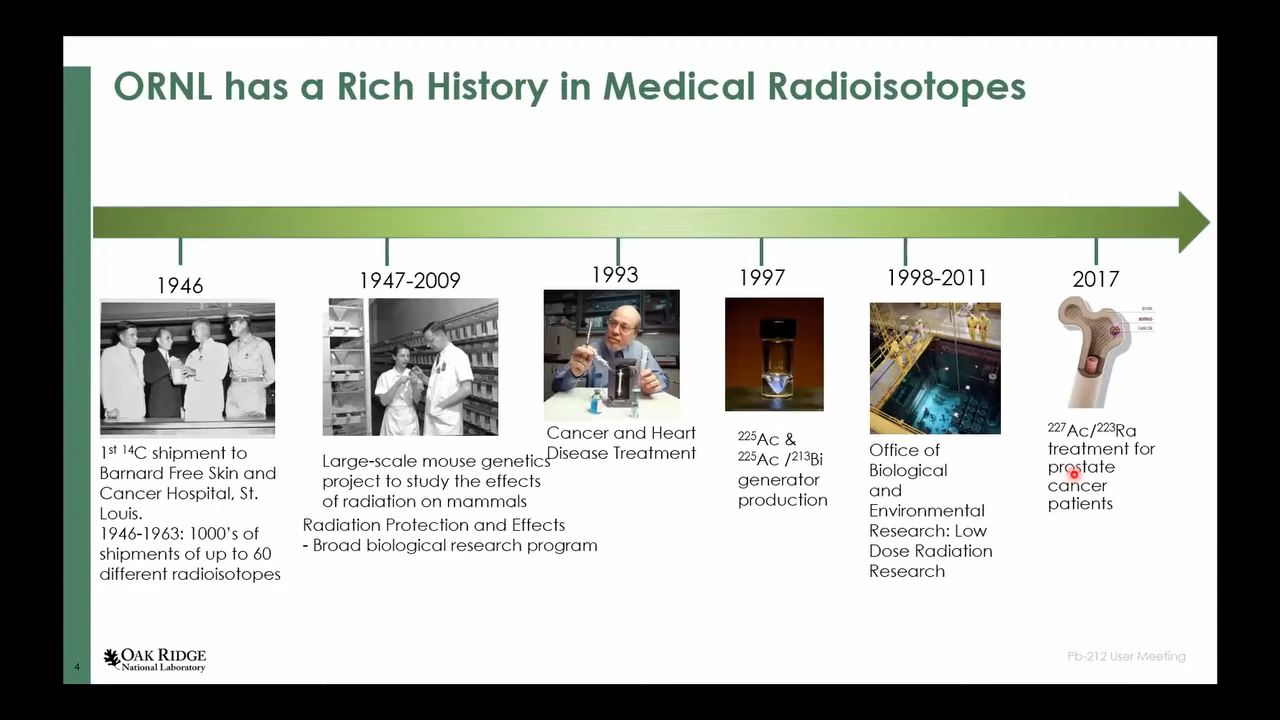 ORNL has a Rich History in Medical Radioisotopes
1946
1st 14C shipment to
Barnard Free Skin and
Cancer Hospital, St.
Louis.
1946-1963: 1000's of
shipments of up to 60
different radioisotopes
1947-2009
Large-scale mouse genetics
project to study the effects
of radiation on mammals
Radiation Protection and Effects
- Broad biological research program
1993
Cancer and Heart
Disease Treatment
1997
225Ac &
225Ac /213Bi
generator
production
1998-2011
Office of
Biological
and
Environmental
Research: Low
Dose Radiation
Research
2017
227Ac/223Ra
treatment for
prostate
cancer
patients
4
OAK RIDGE
National Laboratory
Pb-212 User Meeting